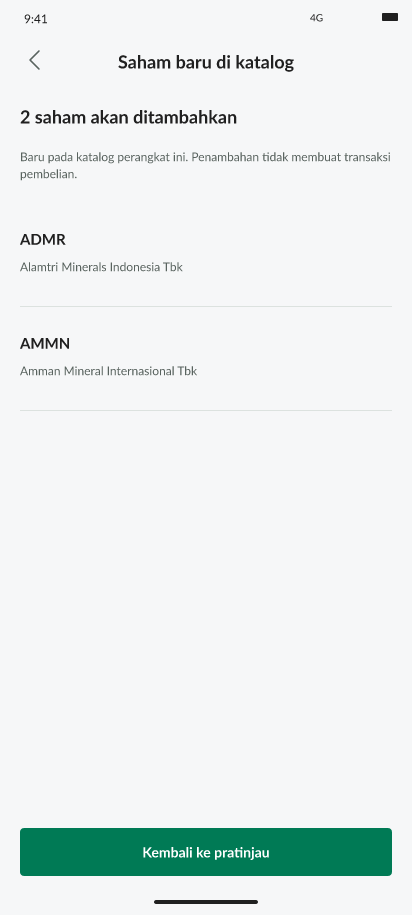 9:41
4G
Saham baru di katalog
2 saham akan ditambahkan
Baru pada katalog perangkat ini. Penambahan tidak membuat transaksi
pembelian.
ADMR
Alamtri Minerals Indonesia Tbk
AMMN
Amman Mineral Internasional Tbk
Kembali ke pratinjau